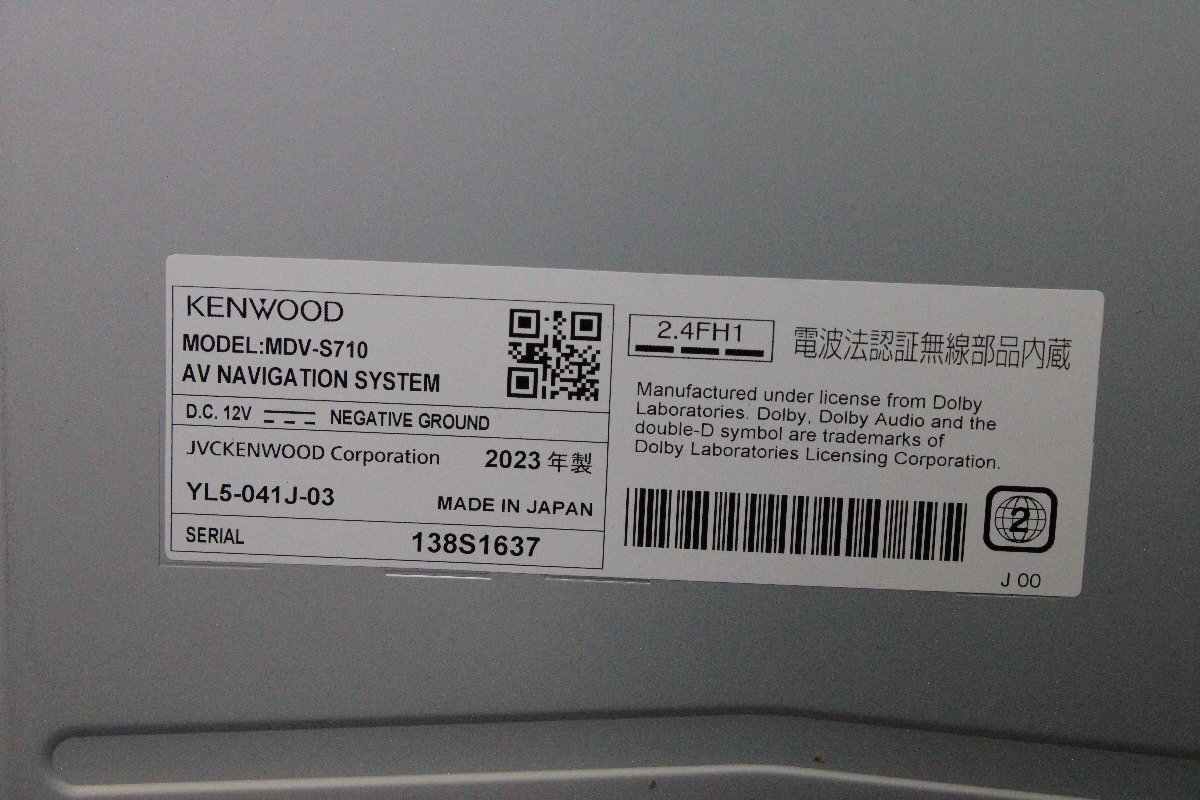 KENWOOD
MODEL:MDV-S710
AV NAVIGATION SYSTEM
D.C. 12V NEGATIVE GROUND
JVCKENWOOD Corporation 2023 年製
YL5-041J-03 MADE IN JAPAN
SERIAL 138S1637
2.4FH1 電波法認証無線部品内蔵
Manufactured under license from Dolby
Laboratories. Dolby, Dolby Audio and the
double-D symbol are trademarks of
Dolby Laboratories Licensing Corporation.
2
J 00